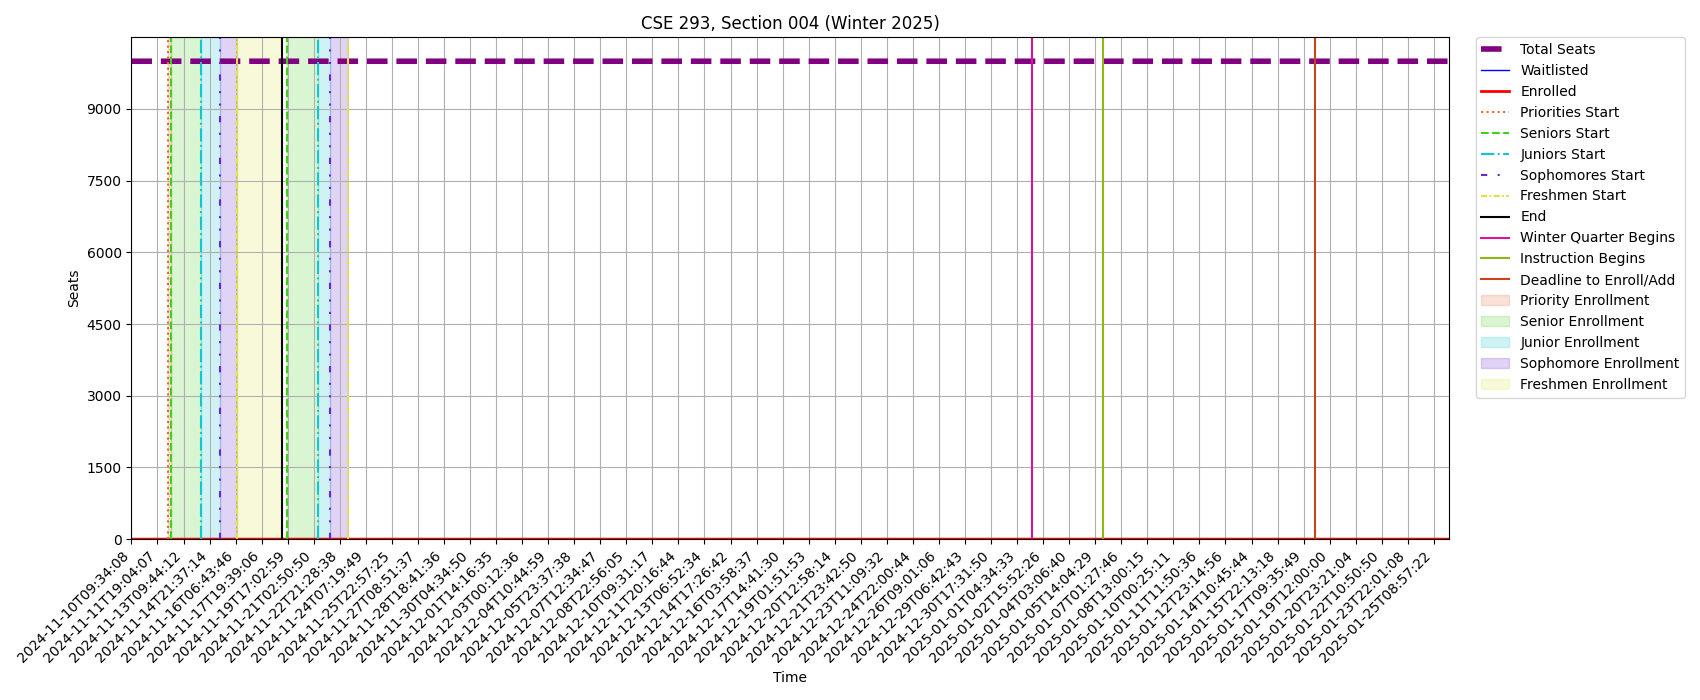 CSE 293, Section 004 (Winter 2025)
Seats
9000
7500
6000
4500
3000
1500
0
2024-11-10T09:34:08
2024-11-11T19:04:07
2024-11-13T09:44:12
2024-11-14T21:37:14
2024-11-16T06:43:46
2024-11-17T19:39:06
2024-11-19T17:02:59
2024-11-21T02:50:50
2024-11-22T21:28:38
2024-11-24T07:19:49
2024-11-25T22:57:25
2024-11-27T08:51:37
2024-11-28T18:41:36
2024-11-30T04:34:50
2024-12-01T14:16:35
2024-12-03T00:12:36
2024-12-04T10:44:59
2024-12-05T23:37:38
2024-12-07T12:34:47
2024-12-08T22:56:05
2024-12-10T09:31:17
2024-12-11T20:16:44
2024-12-13T06:52:34
2024-12-14T17:26:42
2024-12-16T03:58:37
2024-12-17T14:41:30
2024-12-19T01:51:53
2024-12-20T12:58:14
2024-12-21T23:42:50
2024-12-23T11:09:32
2024-12-24T22:00:44
2024-12-26T09:01:06
2024-12-29T06:42:43
2024-12-30T17:31:50
2025-01-01T04:34:33
2025-01-02T15:52:26
2025-01-04T03:06:40
2025-01-05T14:04:29
2025-01-07T01:27:46
2025-01-08T13:00:15
2025-01-10T00:25:11
2025-01-11T11:50:36
2025-01-12T23:14:56
2025-01-14T10:45:44
2025-01-15T22:13:18
2025-01-17T09:35:49
2025-01-19T12:00:00
2025-01-20T23:21:04
2025-01-22T10:50:50
2025-01-23T22:01:08
2025-01-25T08:57:22
Time
Total Seats
Waitlisted
Enrolled
Priorities Start
Seniors Start
Juniors Start
Sophomores Start
Freshmen Start
End
Winter Quarter Begins
Instruction Begins
Deadline to Enroll/Add
Priority Enrollment
Senior Enrollment
Junior Enrollment
Sophomore Enrollment
Freshmen Enrollment